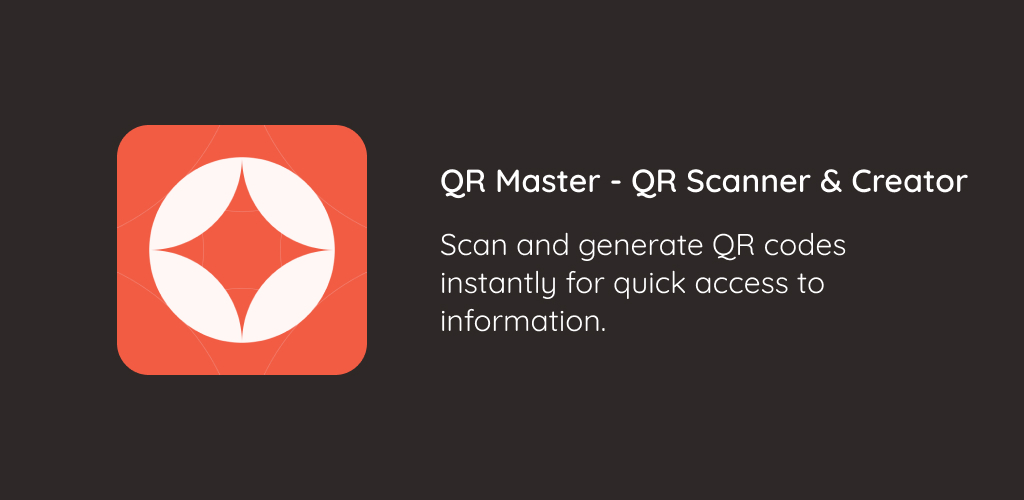 QR Master - QR Scanner & Creator
Scan and generate QR codes
instantly for quick access to
information.